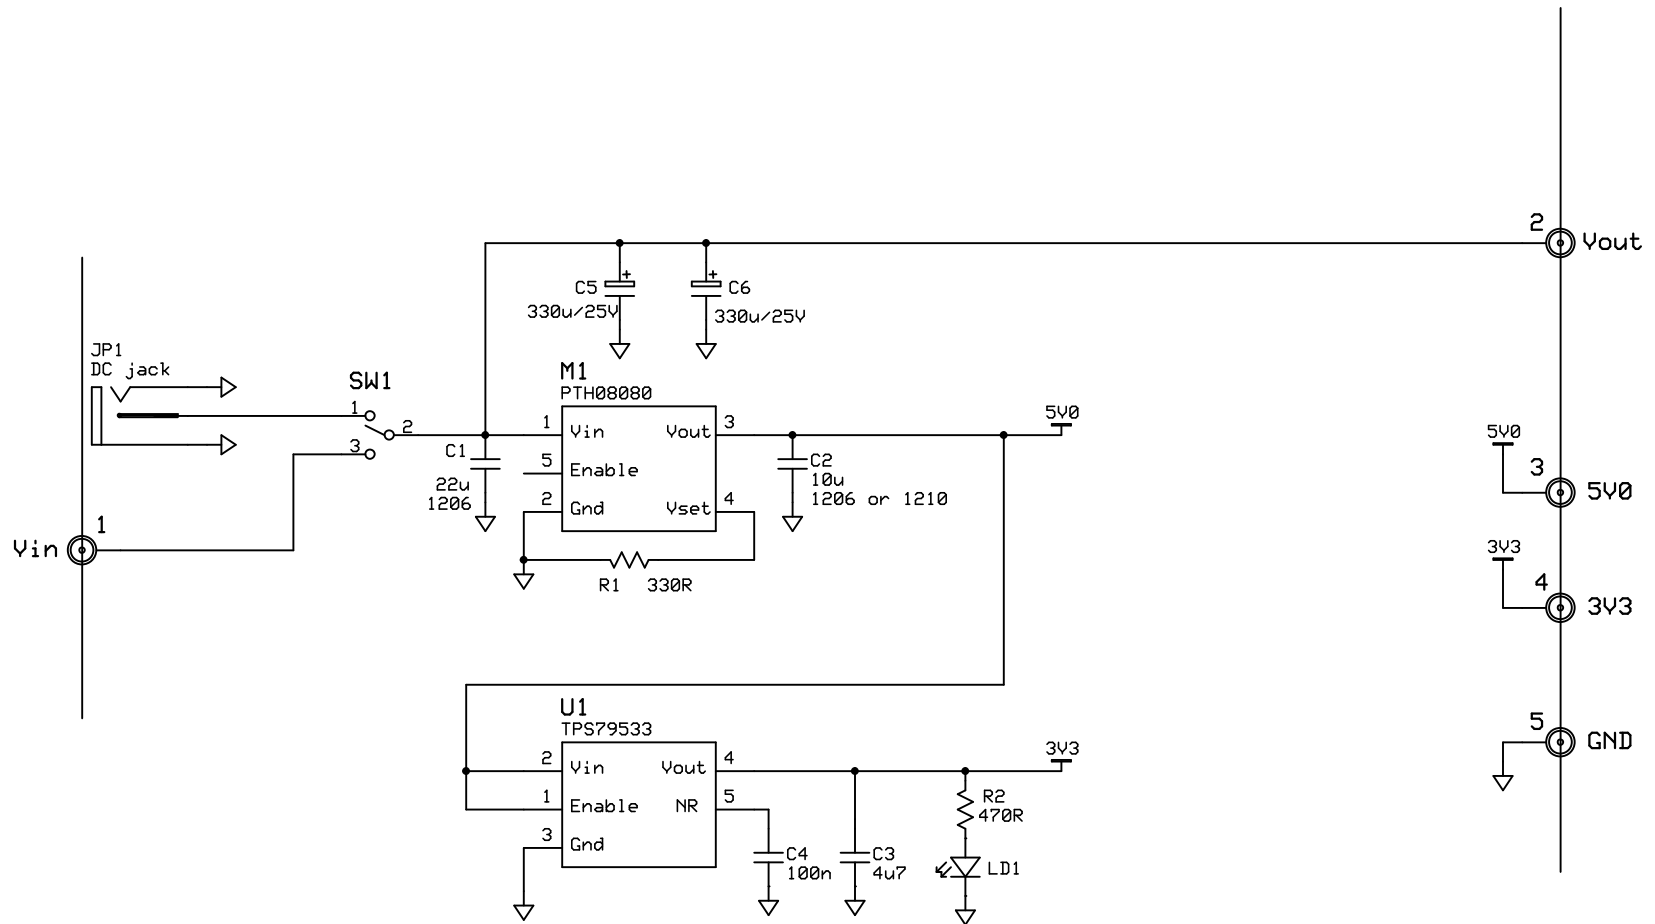 2
Vout
C5
+
330u/25V
+
C6
330u/25V
JP1
DC jack
SW1
1
2
3
M1
PTH08080
1
Vin
Vout
3
5
Enable
2
Gnd
Vset
4
C1
22u
1206
C2
10u
1206 or 1210
5V0
R1 330R
1
Vin
5V0
3
5V0
3V3
4
3V3
5
GND
U1
TPS79533
2
Vin
Vout
4
1
Enable
NR
5
3
Gnd
3V3
C4
100n
C3
4u7
R2
470R
LD1